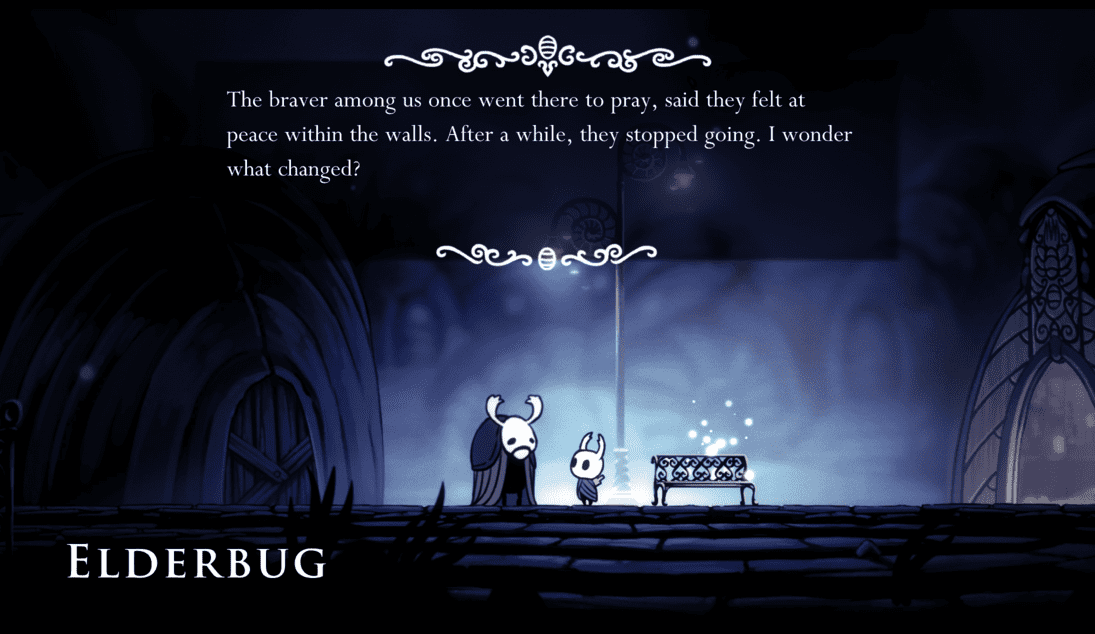 The braver among us once went there to pray, said they felt at
peace within the walls. After a while, they stopped going. I wonder
what changed?
ELDERBUG